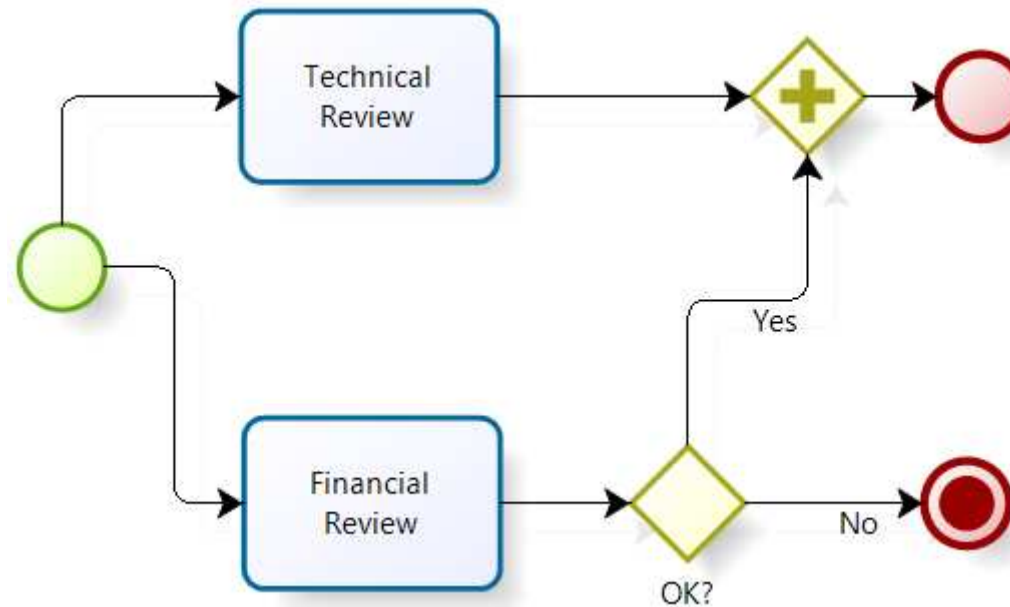 Technical
Review
Yes
Financial
Review
No
OK?